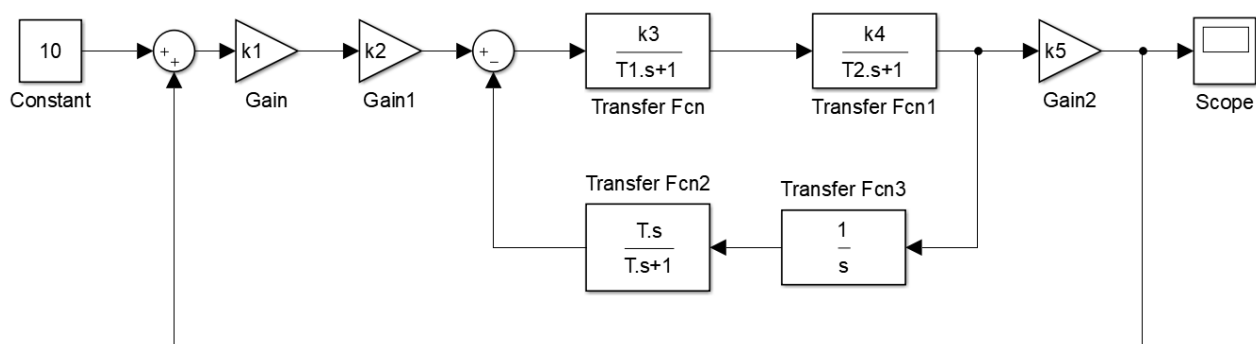 10
Constant
+
+
k1
Gain
k2
Gain1
+
−
k3
T1.s+1
Transfer Fcn
k4
T2.s+1
Transfer Fcn1
k5
Gain2
Scope
Transfer Fcn2
T.s
T.s+1
Transfer Fcn3
1
s